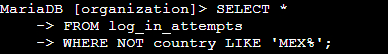 MariaDB [organization]> SELECT *
-> FROM log_in_attempts
-> WHERE NOT country LIKE 'MEX%';